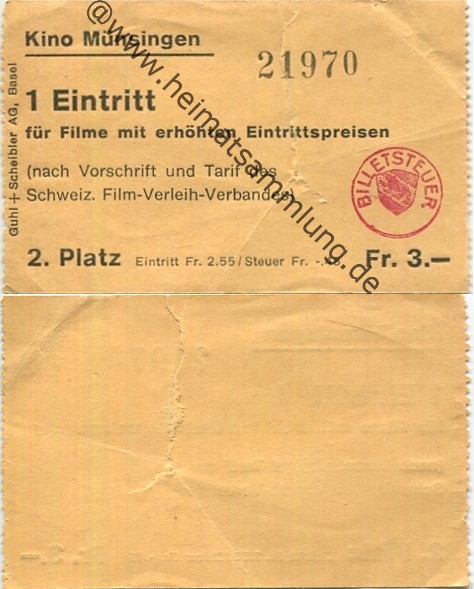 Kino Münsingen
21970
1 Eintritt
für Filme mit erhöhten Eintrittspreisen
(nach Vorschrift und Tarif des
Schweiz. Film-Verleih-Verbandes)
2. Platz Eintritt Fr. 2.55/Steuer Fr. -.45 Fr. 3.—
Guhl + Scheibler AG, Basel
BILLETSTEUER
@www.heimatsammlung.de